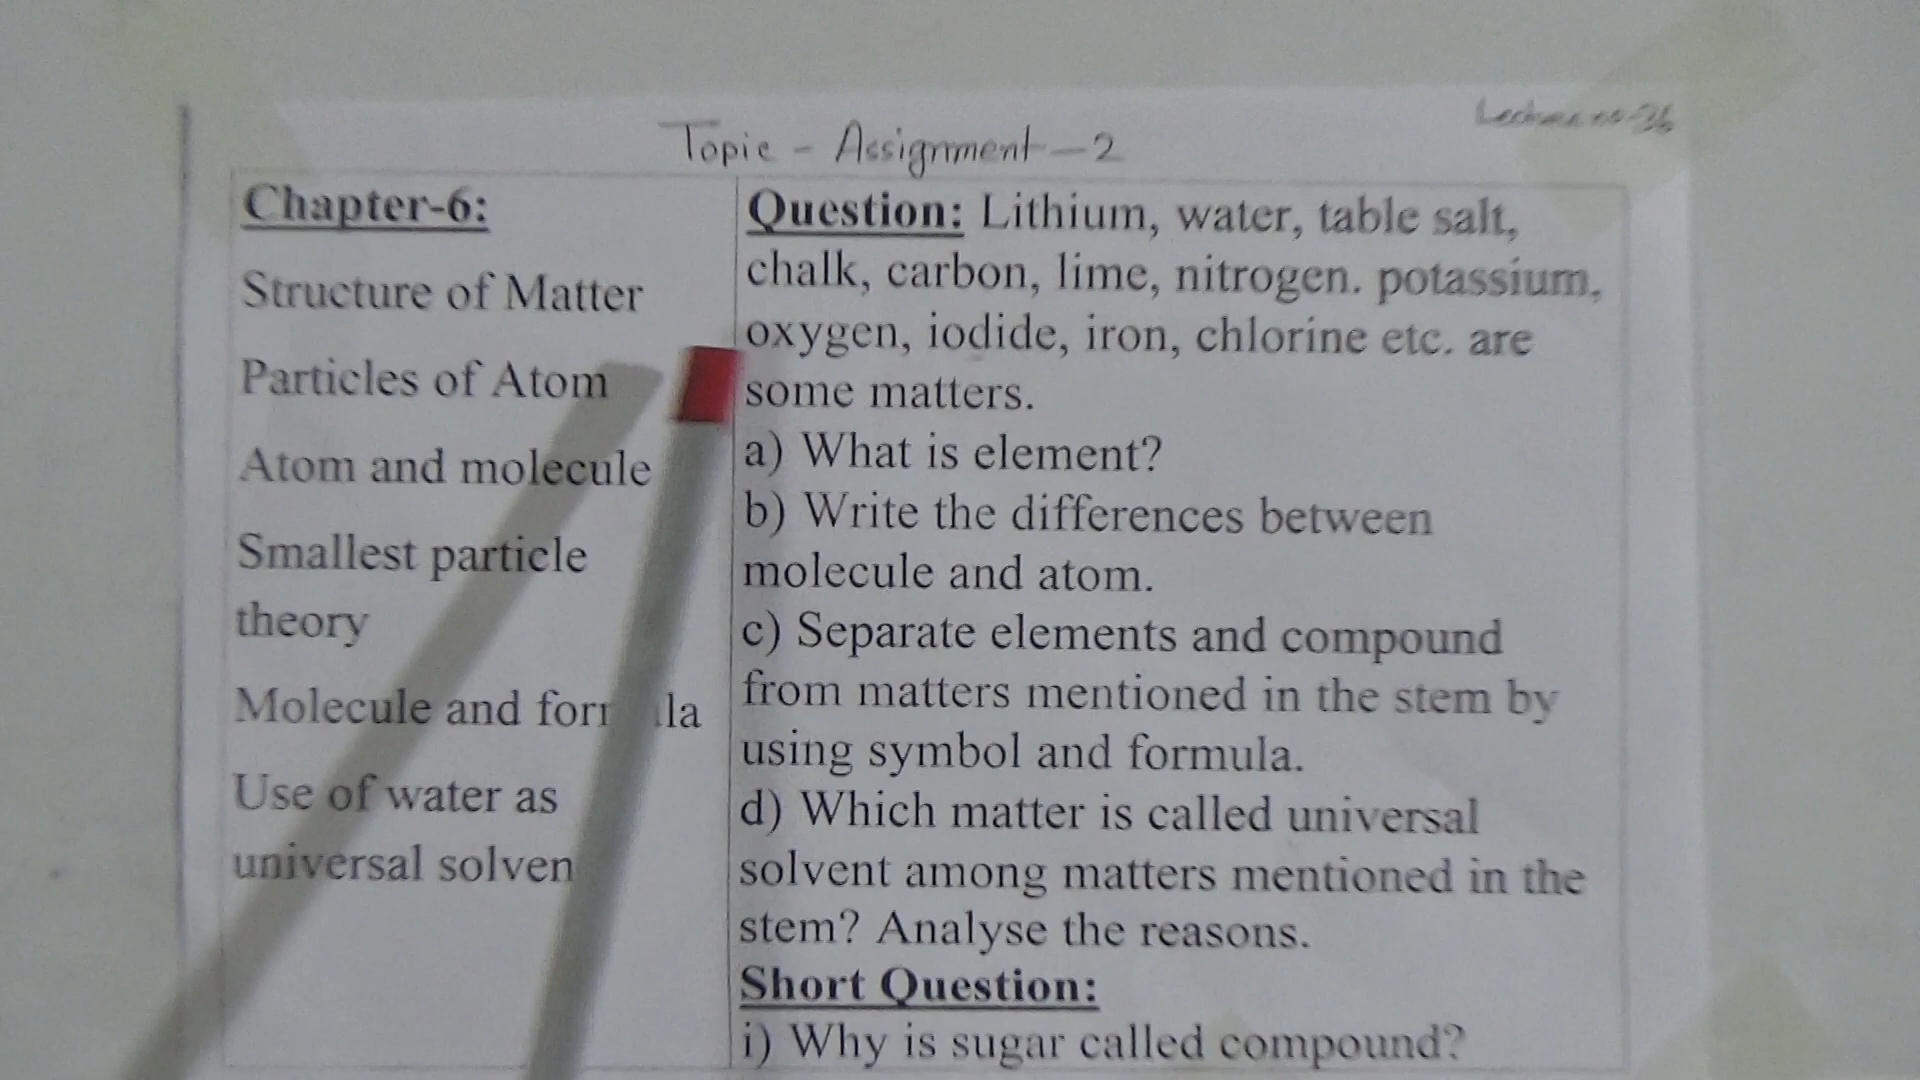 Lecture no-36
Topic - Assignment-2
Chapter-6:
Structure of Matter
Particles of Atom
Atom and molecule
Smallest particle
theory
Molecule and for la
Use of water as
universal solven
Question: Lithium, water, table salt,
chalk, carbon, lime, nitrogen. potassium,
oxygen, iodide, iron, chlorine etc. are
some matters.
a) What is element?
b) Write the differences between
molecule and atom.
c) Separate elements and compound
from matters mentioned in the stem by
using symbol and formula.
d) Which matter is called universal
solvent among matters mentioned in the
stem? Analyse the reasons.
Short Question:
i) Why is sugar called compound?